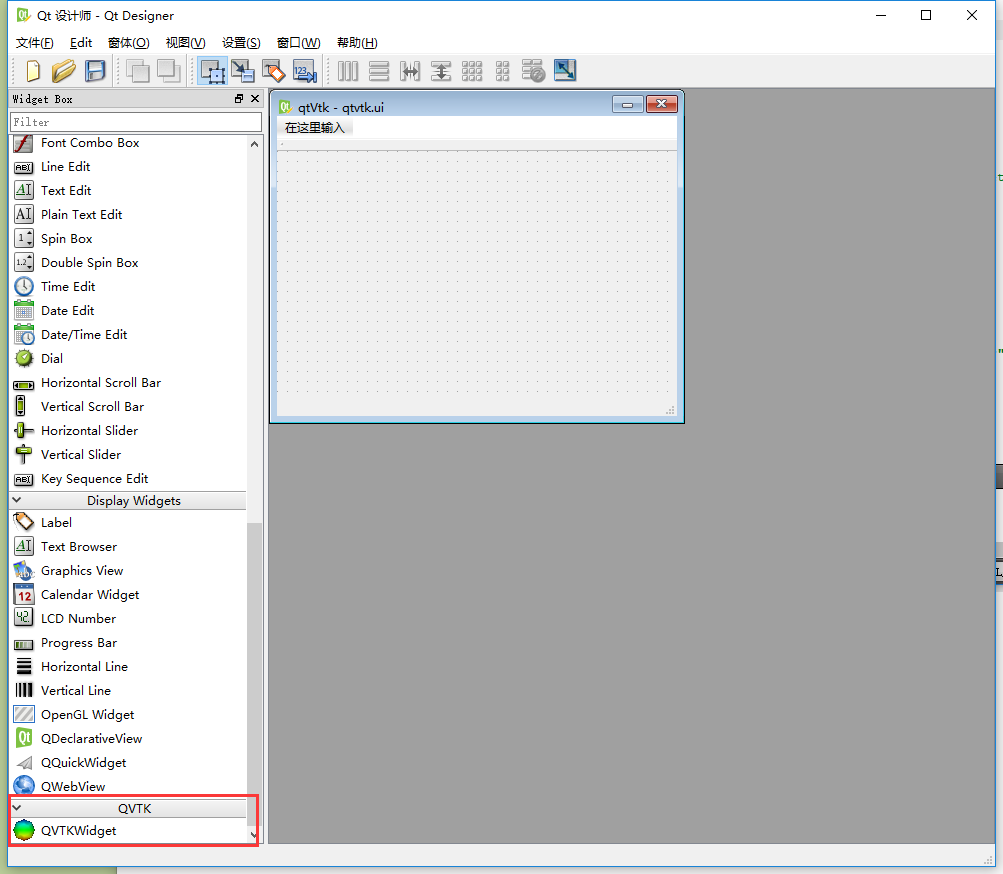 Qt 设计师 - Qt Designer
文件(F) Edit 窗体(O) 视图(V) 设置(S) 窗口(W) 帮助(H)
Widget Box
Filter
Font Combo Box
Line Edit
Text Edit
Plain Text Edit
Spin Box
Double Spin Box
Time Edit
Date Edit
Date/Time Edit
Dial
Horizontal Scroll Bar
Vertical Scroll Bar
Horizontal Slider
Vertical Slider
Key Sequence Edit
Display Widgets
Label
Text Browser
Graphics View
Calendar Widget
LCD Number
Progress Bar
Horizontal Line
Vertical Line
OpenGL Widget
QDeclarativeView
QQuickWidget
QWebView
QVTK
QVTKWidget
qtVtk - qtvtk.ui
在这里输入